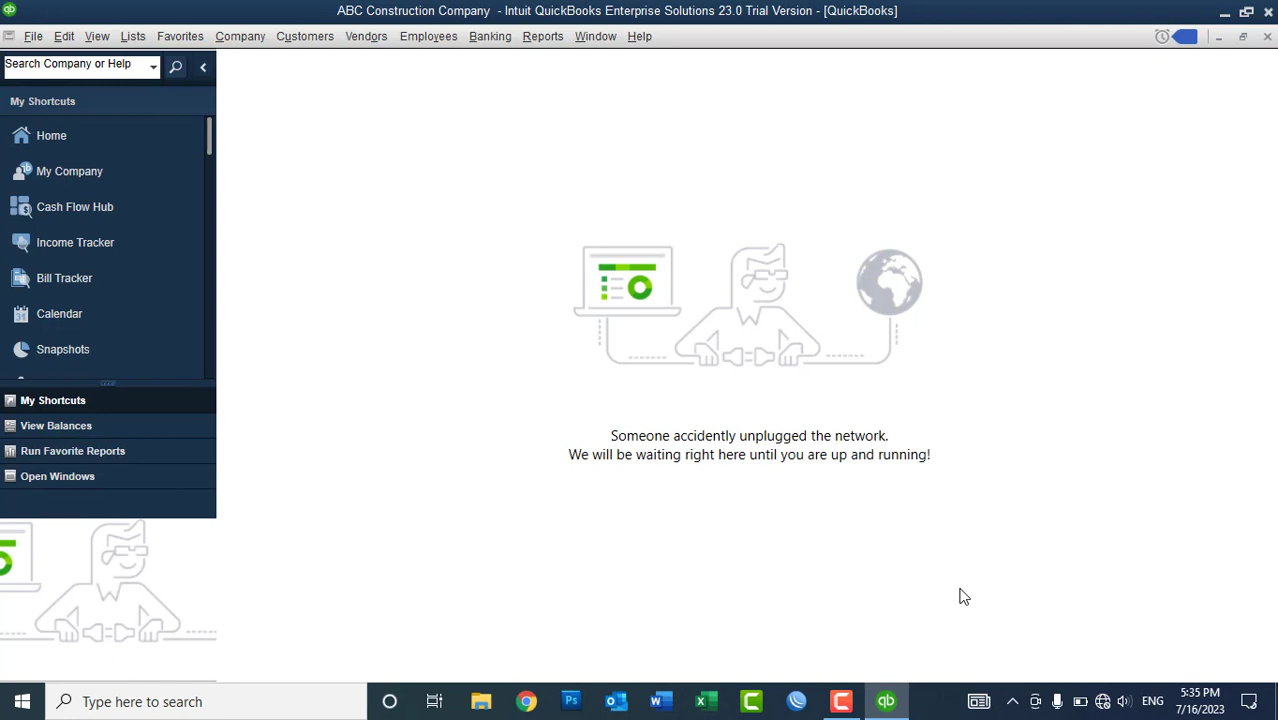 ABC Construction Company - Intuit QuickBooks Enterprise Solutions 23.0 Trial Version - [QuickBooks]
File Edit View Lists Favorites Company Customers Vendors Employees Banking Reports Window Help
Search Company or Help
My Shortcuts
Home
My Company
Cash Flow Hub
Income Tracker
Bill Tracker
Calendar
Snapshots
My Shortcuts
View Balances
Run Favorite Reports
Open Windows
Someone accidently unplugged the network.
We will be waiting right here until you are up and running!
Type here to search
ENG
5:35 PM
7/16/2023